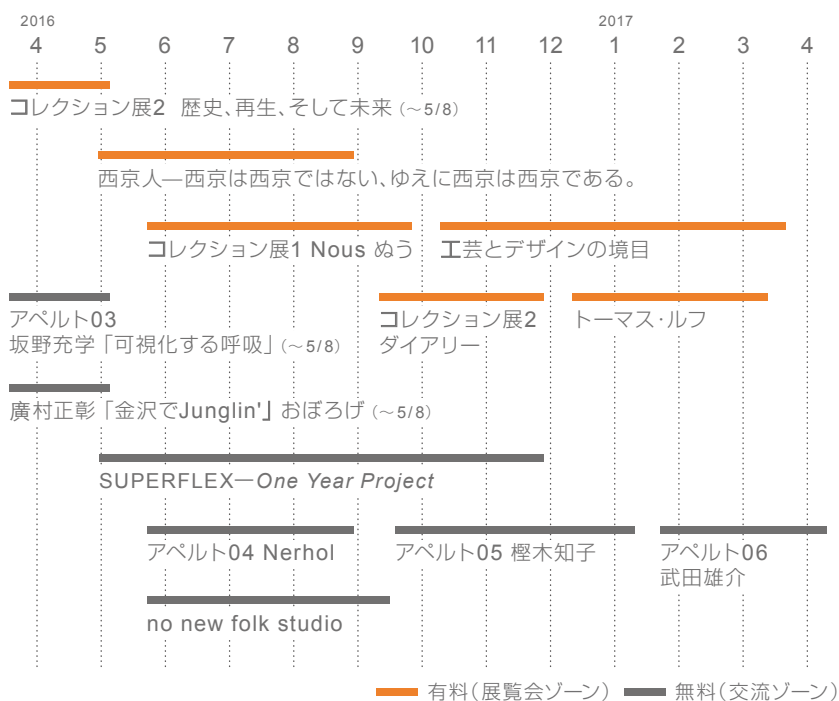 2016 2017
4 5 6 7 8 9 10 11 12 1 2 3 4
コレクション展2 歴史、再生、そして未来（～5/8）
西京人―西京は西京ではない、ゆえに西京は西京である。
コレクション展1 Nous ぬう 工芸とデザインの境目
アペルト03
坂野充学「可視化する呼吸」（～5/8）
コレクション展2
ダイアリー
トーマス・ルフ
廣村正彰「金沢でJunglin'」おぼろげ（～5/8）
SUPERFLEX―One Year Project
アペルト04 Nerhol アペルト05 樫木知子 アペルト06
武田雄介
no new folk studio
有料（展覧会ゾーン） 無料（交流ゾーン）